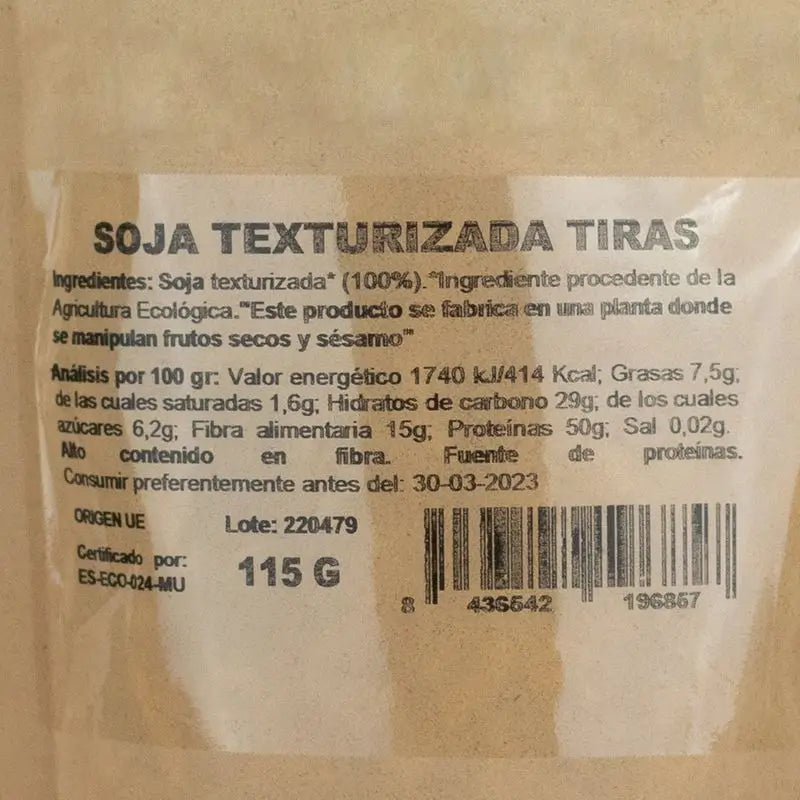 SOJA TEXTURIZADA TIRAS
Ingredientes: Soja texturizada* (100%).*Ingrediente procedente de la
Agricultura Ecológica.""Este producto se fabrica en una planta donde
se manipulan frutos secos y sésamo""
Análisis por 100 gr: Valor energético 1740 kJ/414 Kcal; Grasas 7,5g;
de las cuales saturadas 1,6g; Hidratos de carbono 29g; de los cuales
azúcares 6,2g; Fibra alimentaria 15g; Proteínas 50g; Sal 0,02g.
Alto contenido en fibra. Fuente de proteínas.
Consumir preferentemente antes del: 30-03-2023
ORIGEN UE
Lote: 220479
Certificado por:
ES-ECO-024-MU
115 G
8 436542 196857